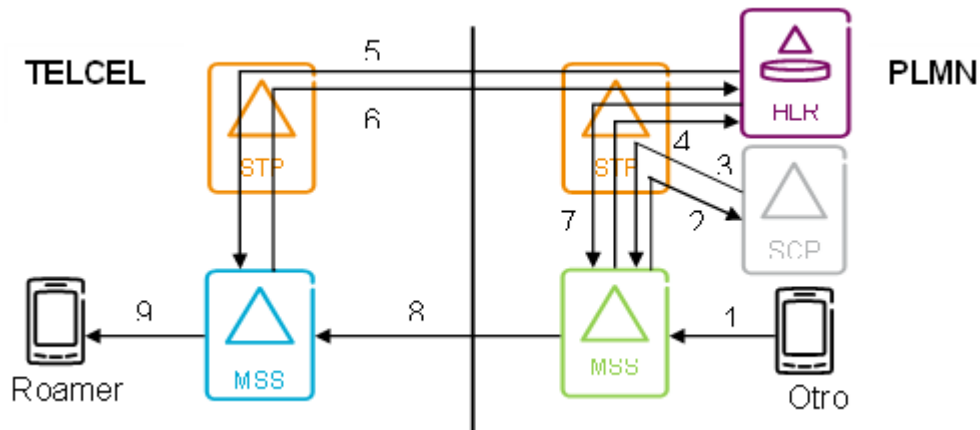 TELCEL
PLMN
5
6
STP
STP
HLR
4
3
2
SCP
7
9
8
1
MSS
MSS
Roamer
Otro